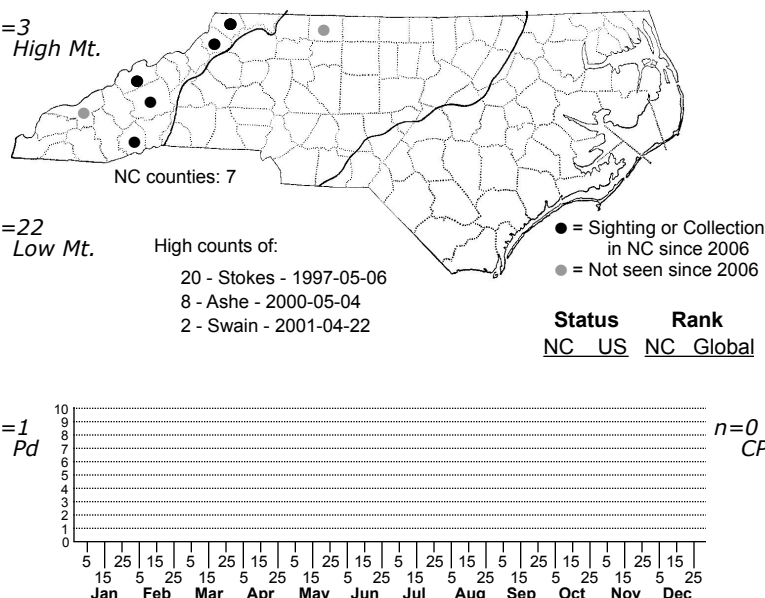 =3
High Mt.
NC counties: 7
=22
Low Mt.
High counts of:
20 - Stokes - 1997-05-06
8 - Ashe - 2000-05-04
2 - Swain - 2001-04-22
● = Sighting or Collection
in NC since 2006
● = Not seen since 2006
Status Rank
NC US NC Global
=1
Pd
10
9
8
7
6
5
4
3
2
1
0
n=0
CP
5 25 15 5 25 15 5 25 15 5 25 15 5 25 15 5 25 15
15 5 25 15 5 25 15 5 25 15 5 25 15 5 25 15 5 25
Jan Feb Mar Apr May Jun Jul Aug Sep Oct Nov Dec